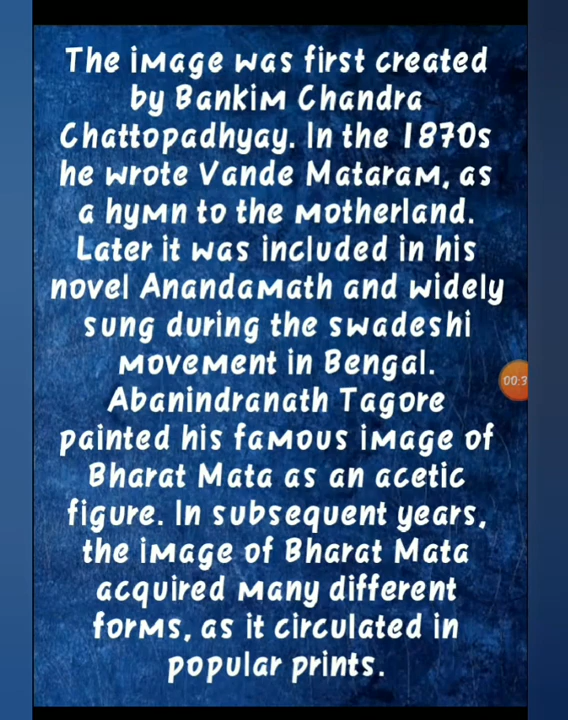 The image was first created
by Bankim Chandra
Chattopadhyay. In the 1870s
he wrote Vande Mataram, as
a hymn to the motherland.
Later it was included in his
novel Anandamath and widely
sung during the swadeshi
movement in Bengal.
Abanindranath Tagore
painted his famous image of
Bharat Mata as an acetic
figure. In subsequent years,
the image of Bharat Mata
acquired many different
forms, as it circulated in
popular prints.